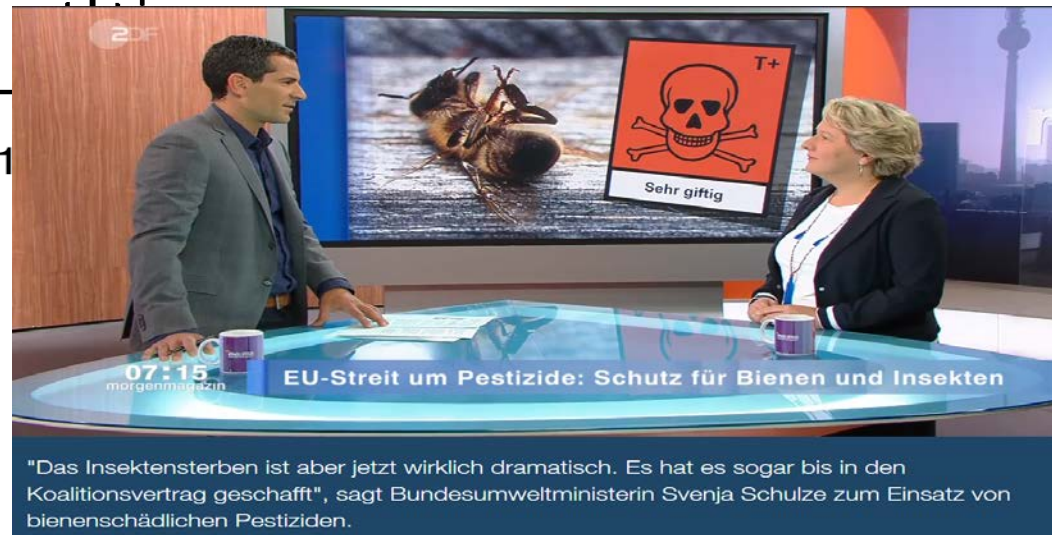 ZDF
T+
Sehr giftig
07:15
morgenmagazin
EU-Streit um Pestizide: Schutz für Bienen und Insekten
"Das Insektensterben ist aber jetzt wirklich dramatisch. Es hat es sogar bis in den
Koalitionsvertrag geschafft", sagt Bundesumweltministerin Svenja Schulze zum Einsatz von
bienenschädlichen Pestiziden.